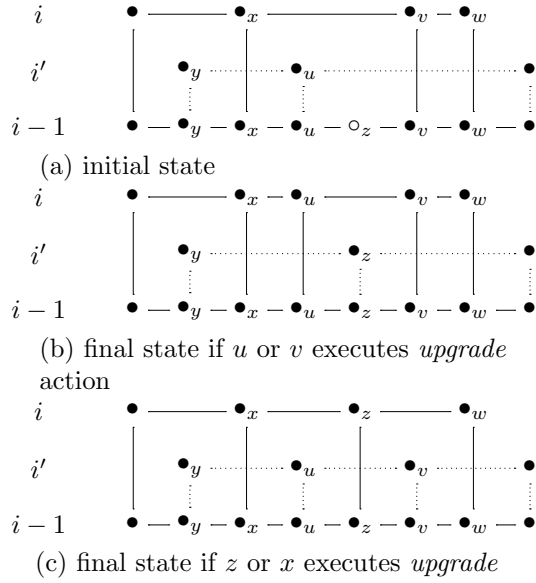 i x v w
i′ y u
i − 1 y x u z v w
(a) initial state
i x u v w
i′ y z
i − 1 y x u z v w
(b) final state if u or v executes upgrade
action
i x z w
i′ y u v
i − 1 y x u z v w
(c) final state if z or x executes upgrade